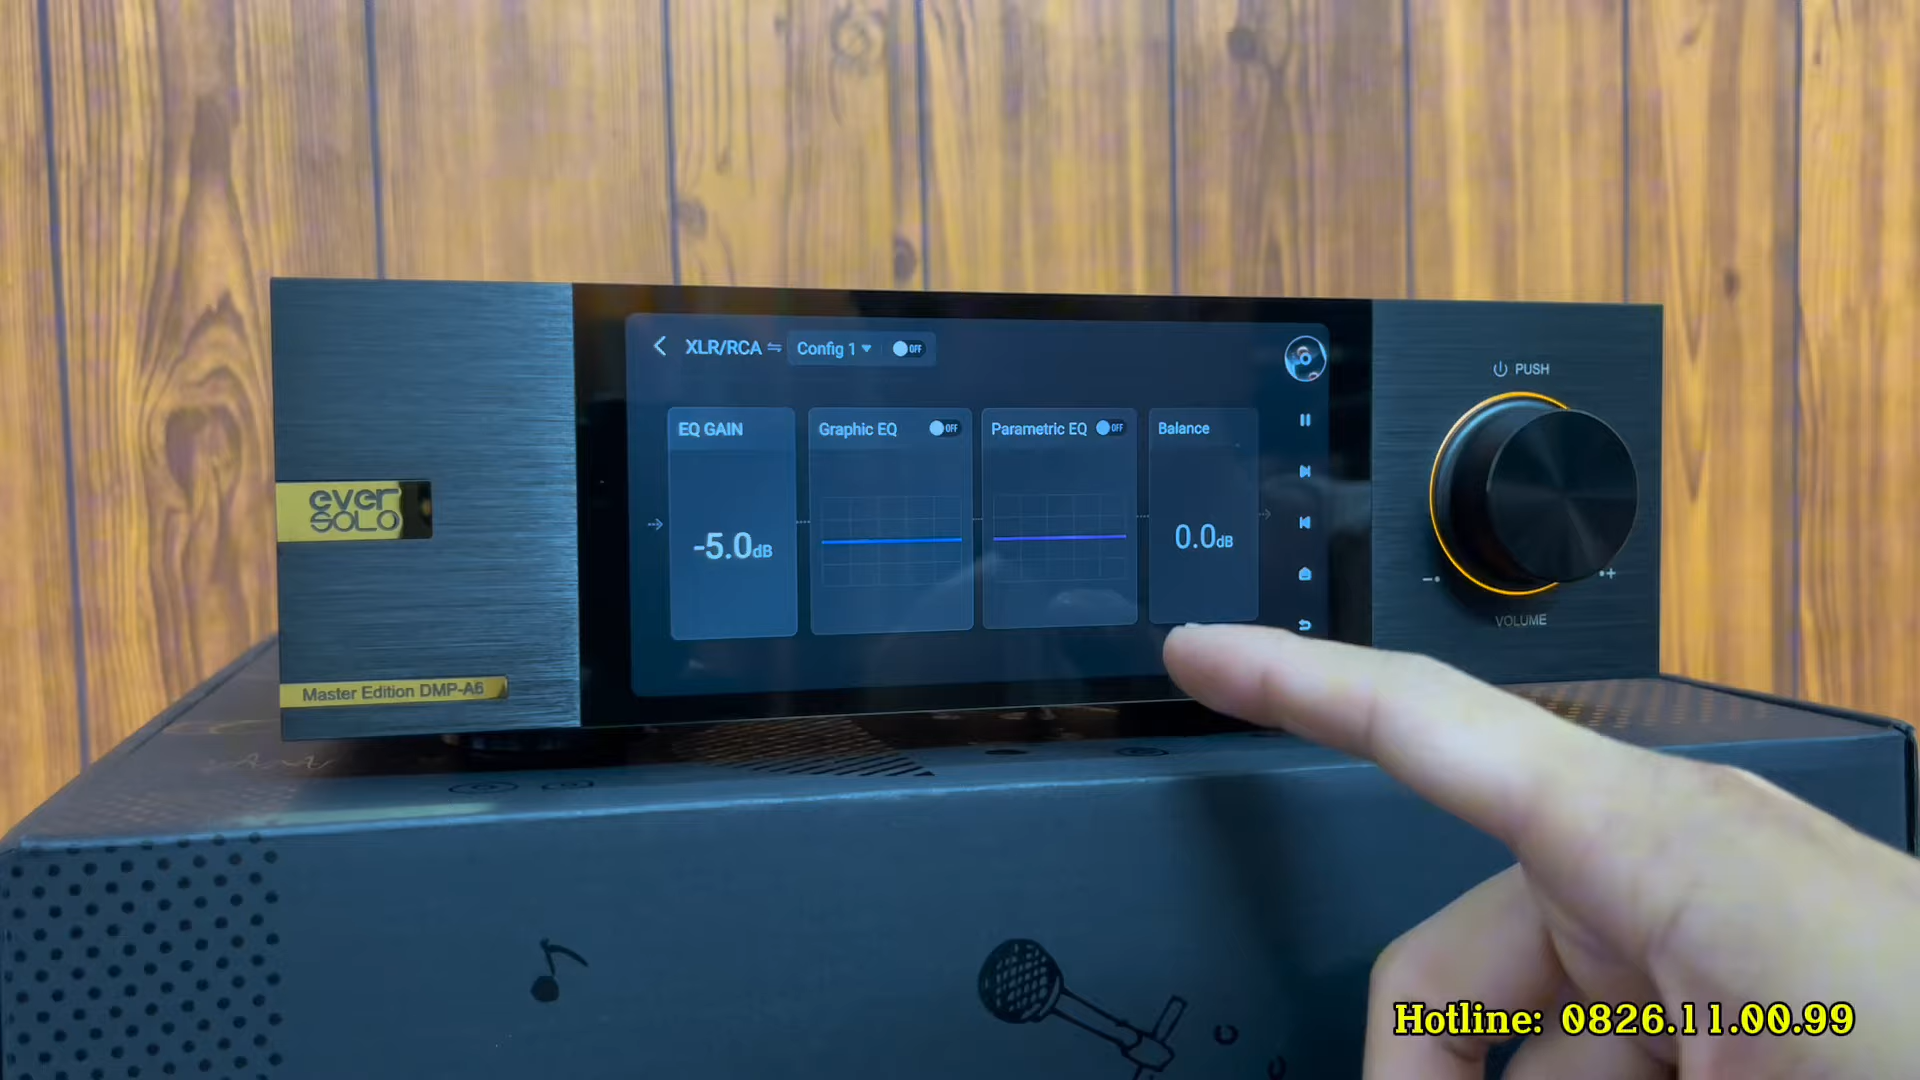 XLR/RCA Config 1 OFF
EQ GAIN
Graphic EQ OFF
Parametric EQ OFF
Balance
-5.0dB
0.0dB
PUSH
VOLUME
ever
SOLO
Master Edition DMP-A6
Hotline: 0826.11.00.99